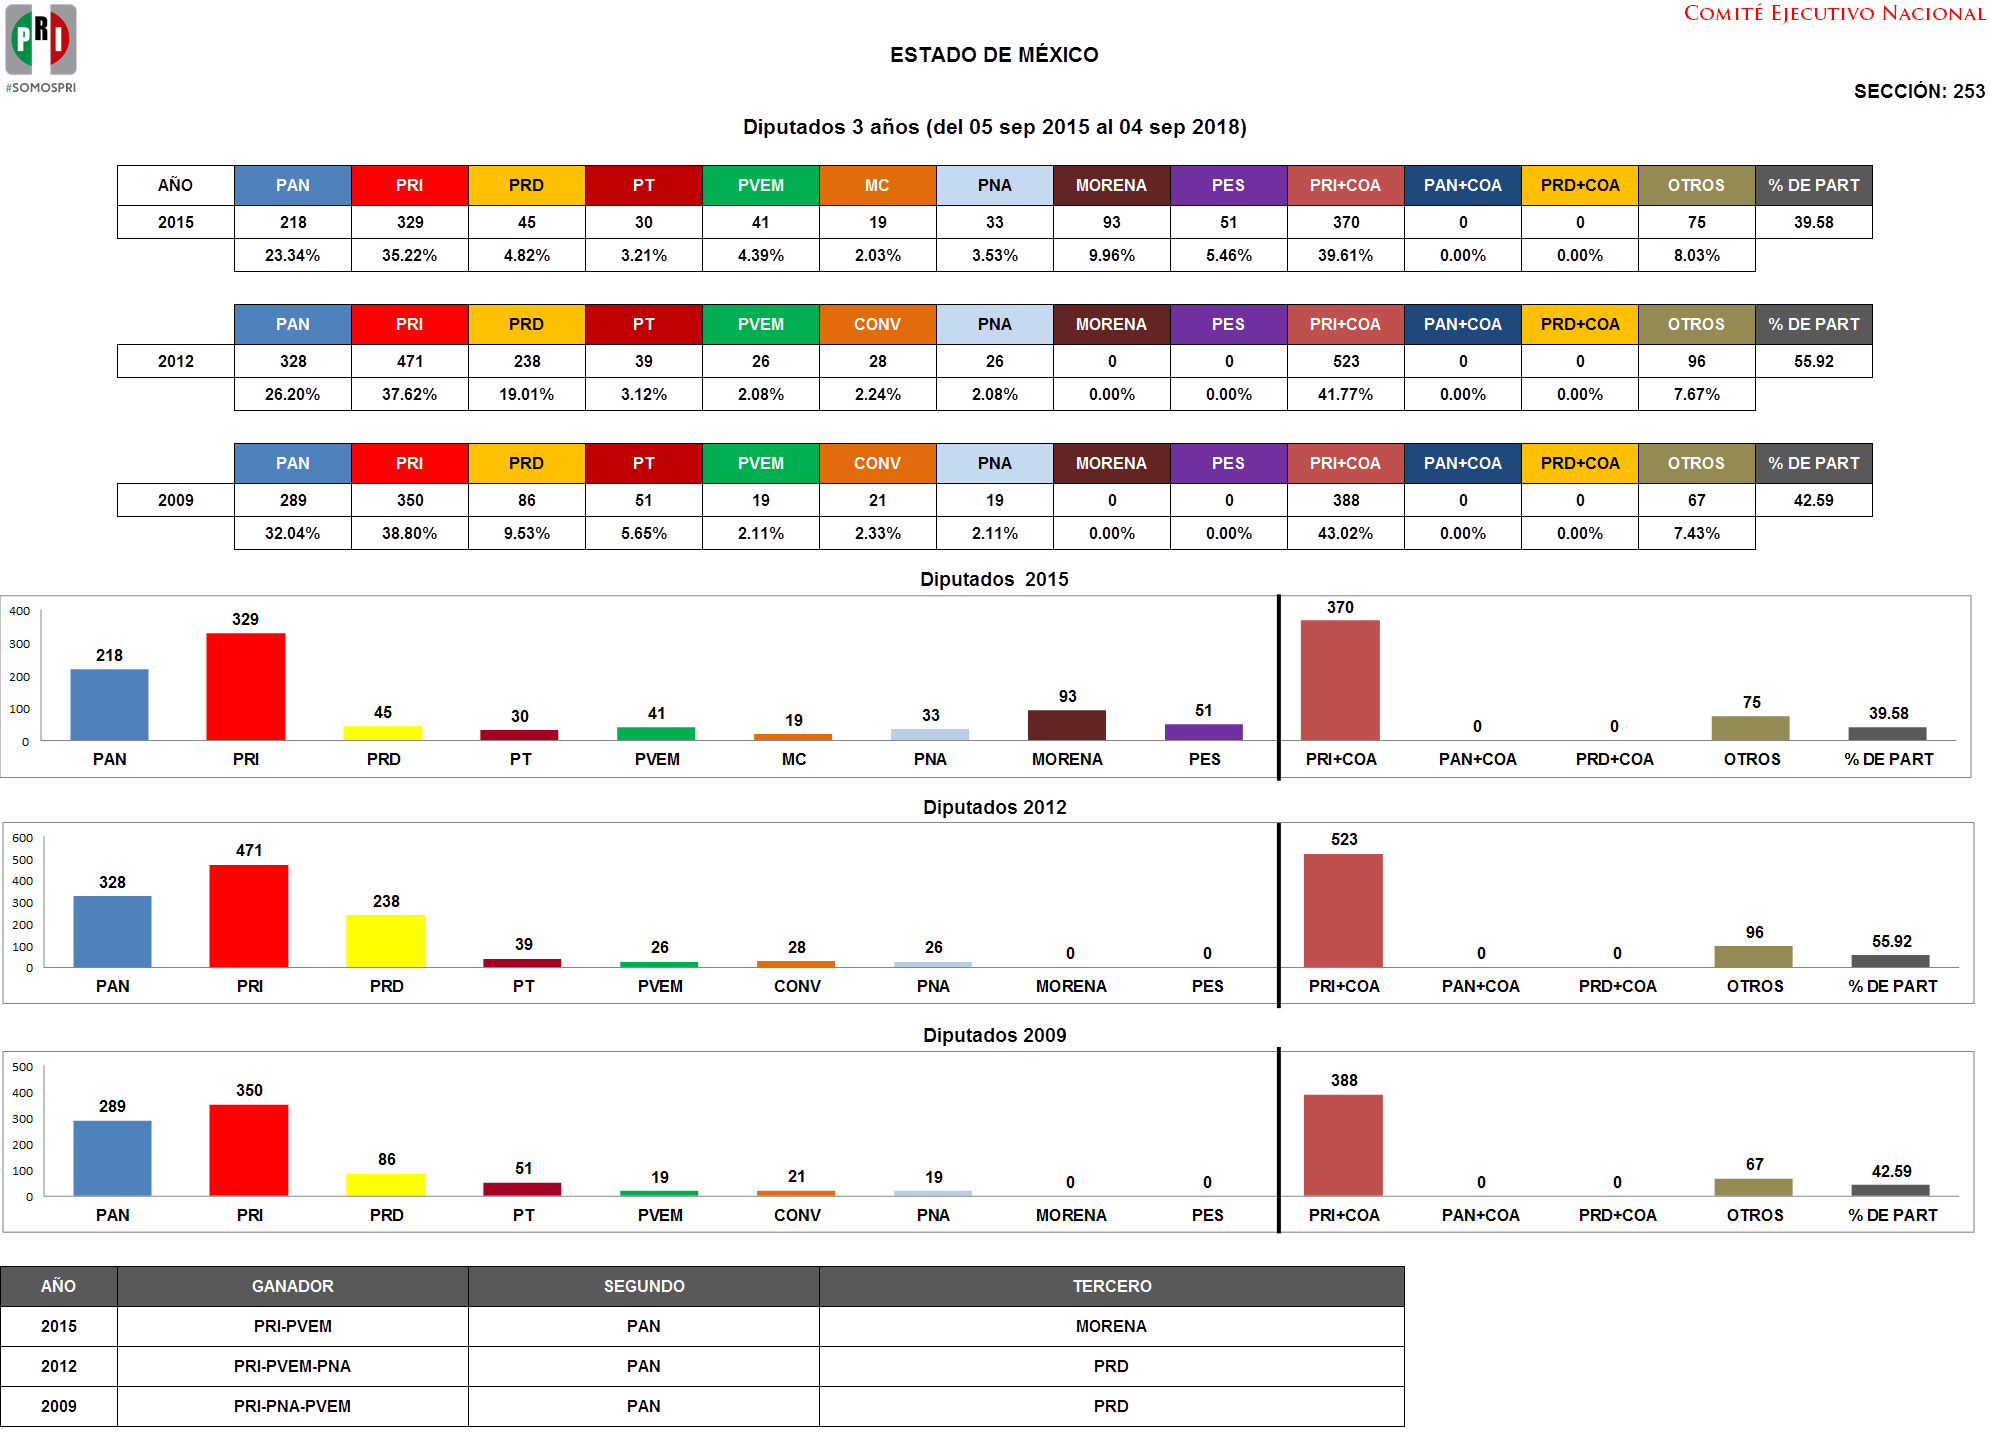 PRI
#SOMOSPRI
COMITÉ EJECUTIVO NACIONAL
ESTADO DE MÉXICO
SECCIÓN: 253
Diputados 3 años (del 05 sep 2015 al 04 sep 2018)
AÑO PAN PRI PRD PT PVEM MC PNA MORENA PES PRI+COA PAN+COA PRD+COA OTROS % DE PART
2015 218 329 45 30 41 19 33 93 51 370 0 0 75 39.58
23.34% 35.22% 4.82% 3.21% 4.39% 2.03% 3.53% 9.96% 5.46% 39.61% 0.00% 0.00% 8.03%
PAN PRI PRD PT PVEM CONV PNA MORENA PES PRI+COA PAN+COA PRD+COA OTROS % DE PART
2012 328 471 238 39 26 28 26 0 0 523 0 0 96 55.92
26.20% 37.62% 19.01% 3.12% 2.08% 2.24% 2.08% 0.00% 0.00% 41.77% 0.00% 0.00% 7.67%
PAN PRI PRD PT PVEM CONV PNA MORENA PES PRI+COA PAN+COA PRD+COA OTROS % DE PART
2009 289 350 86 51 19 21 19 0 0 388 0 0 67 42.59
32.04% 38.80% 9.53% 5.65% 2.11% 2.33% 2.11% 0.00% 0.00% 43.02% 0.00% 0.00% 7.43%
Diputados 2015
400
300
200
100
0
218 329 45 30 41 19 33 93 51 370 0 0 75 39.58
PAN PRI PRD PT PVEM MC PNA MORENA PES PRI+COA PAN+COA PRD+COA OTROS % DE PART
Diputados 2012
600
500
400
300
200
100
0
328 471 238 39 26 28 26 0 0 523 0 0 96 55.92
PAN PRI PRD PT PVEM CONV PNA MORENA PES PRI+COA PAN+COA PRD+COA OTROS % DE PART
Diputados 2009
500
400
300
200
100
0
289 350 86 51 19 21 19 0 0 388 0 0 67 42.59
PAN PRI PRD PT PVEM CONV PNA MORENA PES PRI+COA PAN+COA PRD+COA OTROS % DE PART
AÑO GANADOR SEGUNDO TERCERO
2015 PRI-PVEM PAN MORENA
2012 PRI-PVEM-PNA PAN PRD
2009 PRI-PNA-PVEM PAN PRD